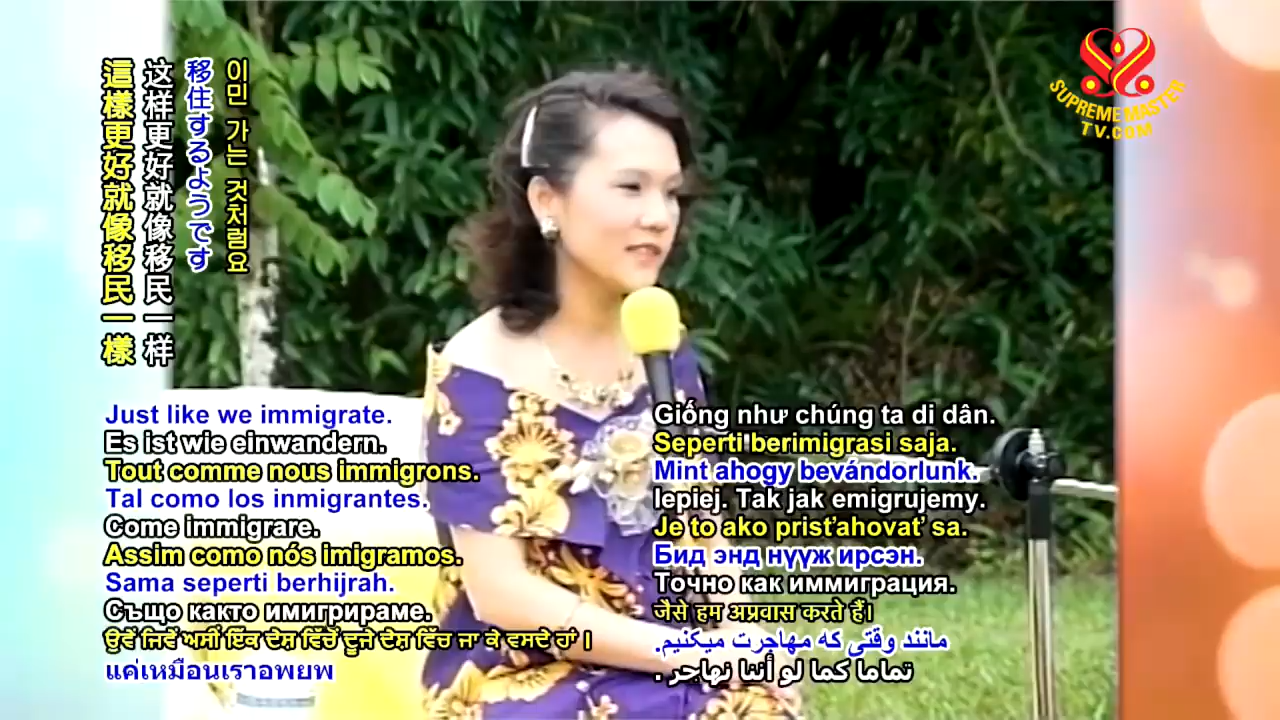 SUPREME MASTER
TV.COM
이민 가는 것처럼요
移住するようです
这样更好就像移民一样
這樣更好就像移民一樣
Just like we immigrate.
Es ist wie einwandern.
Tout comme nous immigrons.
Tal como los inmigrantes.
Come immigrare.
Assim como nós imigramos.
Sama seperti berhijrah.
Също както имигрираме.
ਉਵੇਂ ਜਿਵੇਂ ਅਸੀਂ ਇੱਕ ਦੇਸ਼ ਵਿੱਚੋਂ ਦੂਜੇ ਦੇਸ਼ ਵਿੱਚ ਜਾ ਕੇ ਵਸਦੇ ਹਾਂ।
แค่เหมือนเราอพยพ
Giống như chúng ta di dân.
Seperti berimigrasi saja.
Mint ahogy bevándorlunk.
lepiej. Tak jak emigrujemy.
Je to ako prisťahovať sa.
Бид энд нүүж ирсэн.
Точно как иммиграция.
जैसे हम अप्रवास करते हैं।
مانند وقتی که مهاجرت میکنیم.
تماما كما لو أننا نهاجر .